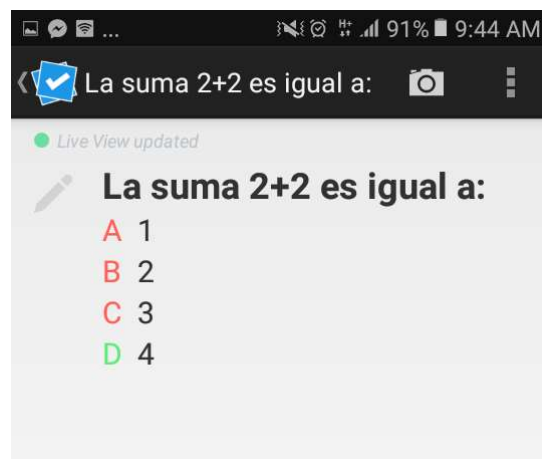 ... 91% 9:44 AM
La suma 2+2 es igual a:
Live View updated
La suma 2+2 es igual a:
A 1
B 2
C 3
D 4